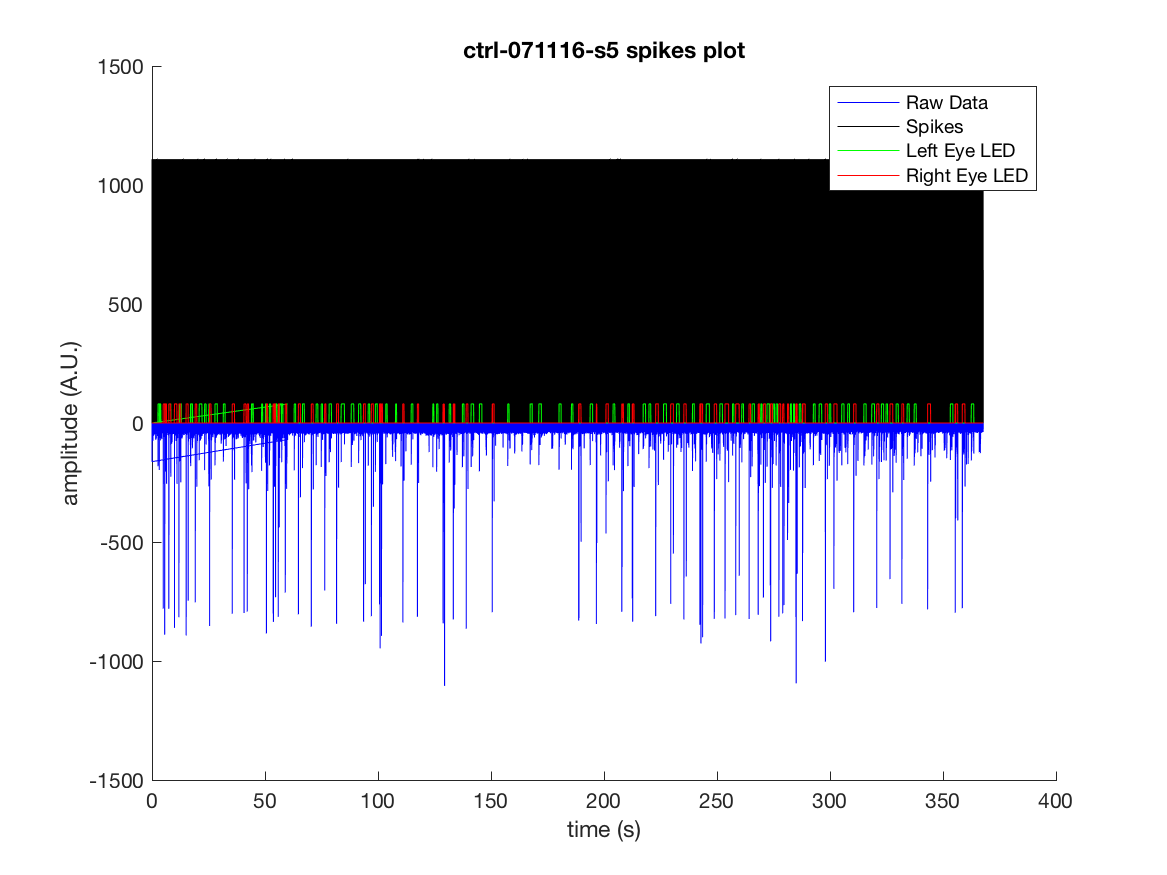 ctrl-071116-s5 spikes plot
1500
1000
500
0
-500
-1000
-1500
amplitude (A.U.)
Raw Data
Spikes
Left Eye LED
Right Eye LED
0 50 100 150 200 250 300 350 400
time (s)